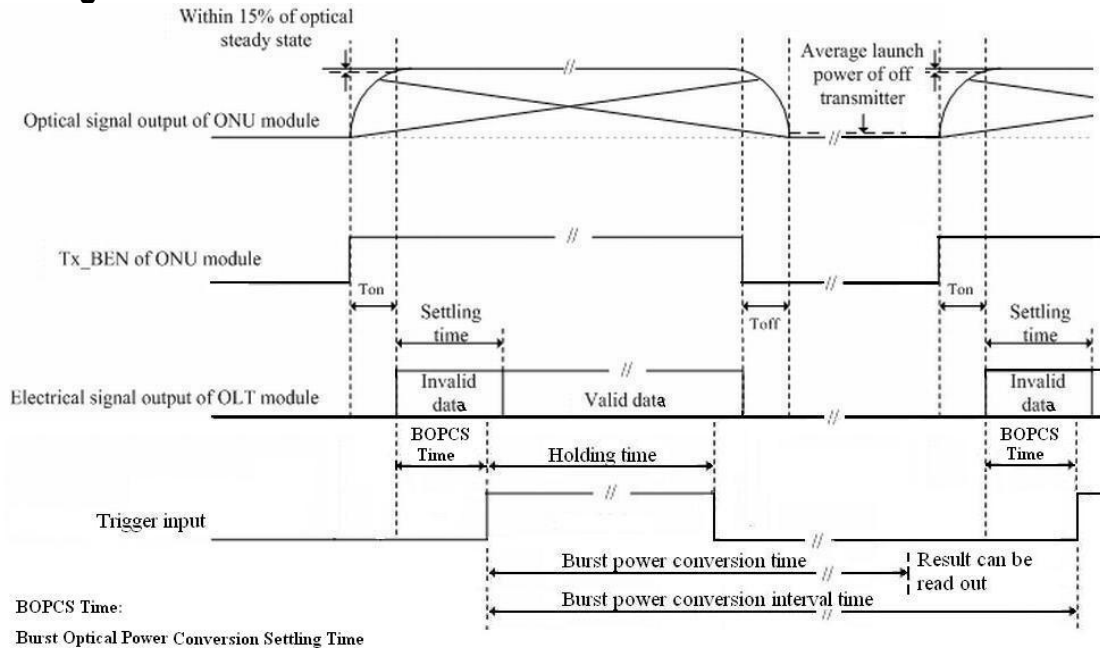 Within 15% of optical
steady state
Average launch
power of off
transmitter
Optical signal output of ONU module
Tx_BEN of ONU module
Ton
Ton
Toff
Settling
time
Settling
time
Electrical signal output of OLT module
Invalid
data
Valid data
Invalid
data
BOPCS
Time
Holding time
BOPCS
Time
Trigger input
Burst power conversion time
Result can be
read out
Burst power conversion interval time
BOPCS Time:
Burst Optical Power Conversion Settling Time